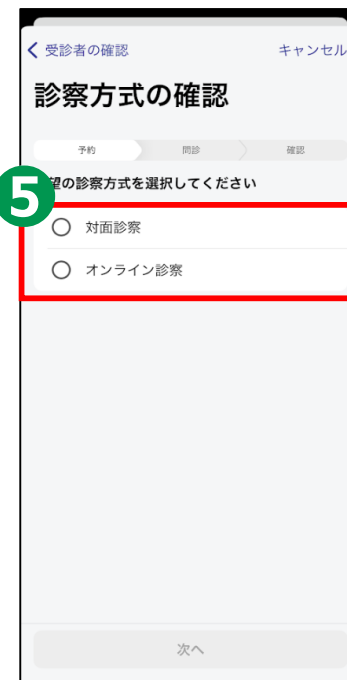 受診者の確認 キャンセル
診察方式の確認
予約 問診 確認
5
望の診察方式を選択してください
対面診察
オンライン診察
次へ